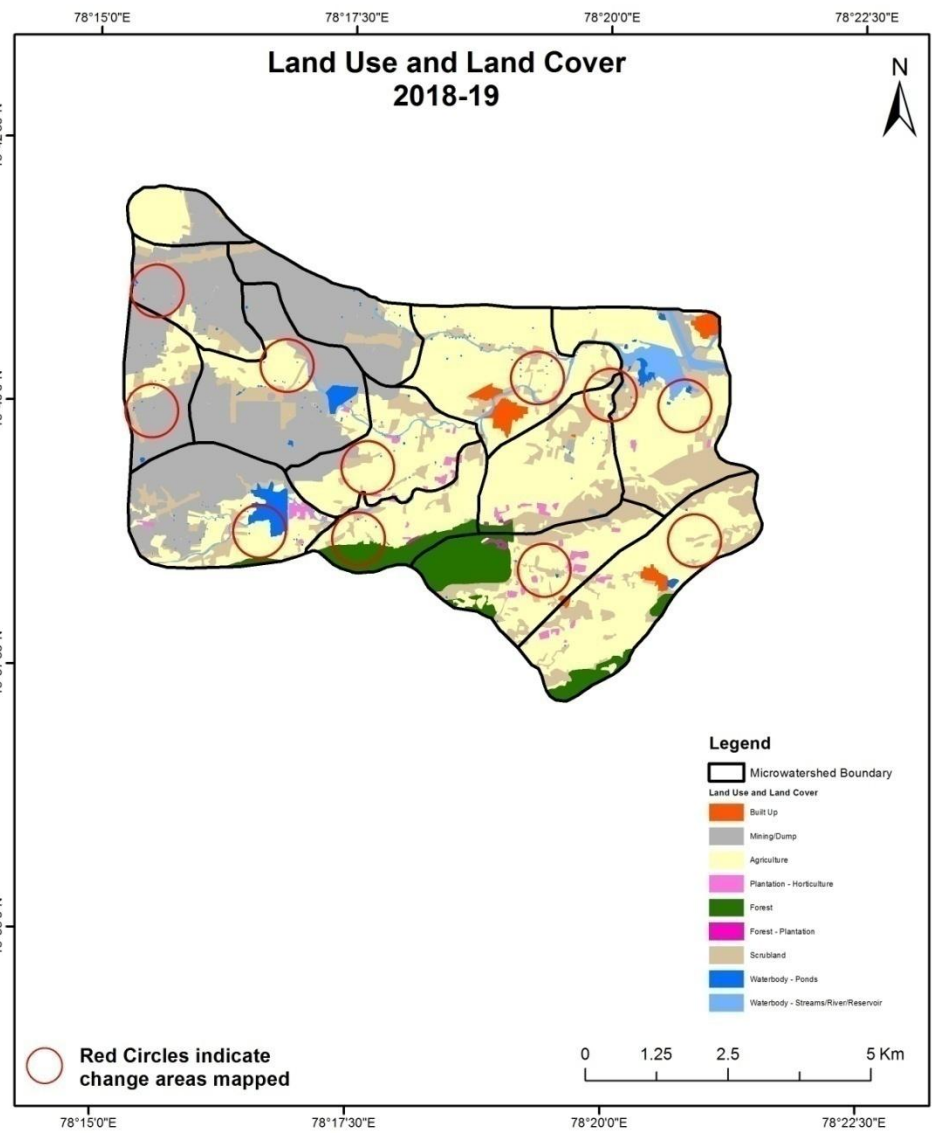 78°15'0"E 78°17'30"E 78°20'0"E 78°22'30"E
Land Use and Land Cover
2018-19
N
Legend
Microwatershed Boundary
Land Use and Land Cover
Built Up
Mining/Dump
Agriculture
Plantation - Horticulture
Forest
Forest - Plantation
Scrubland
Waterbody - Ponds
Waterbody - Streams/River/Reservoir
Red Circles indicate
change areas mapped
0 1.25 2.5 5 Km
78°15'0"E 78°17'30"E 78°20'0"E 78°22'30"E